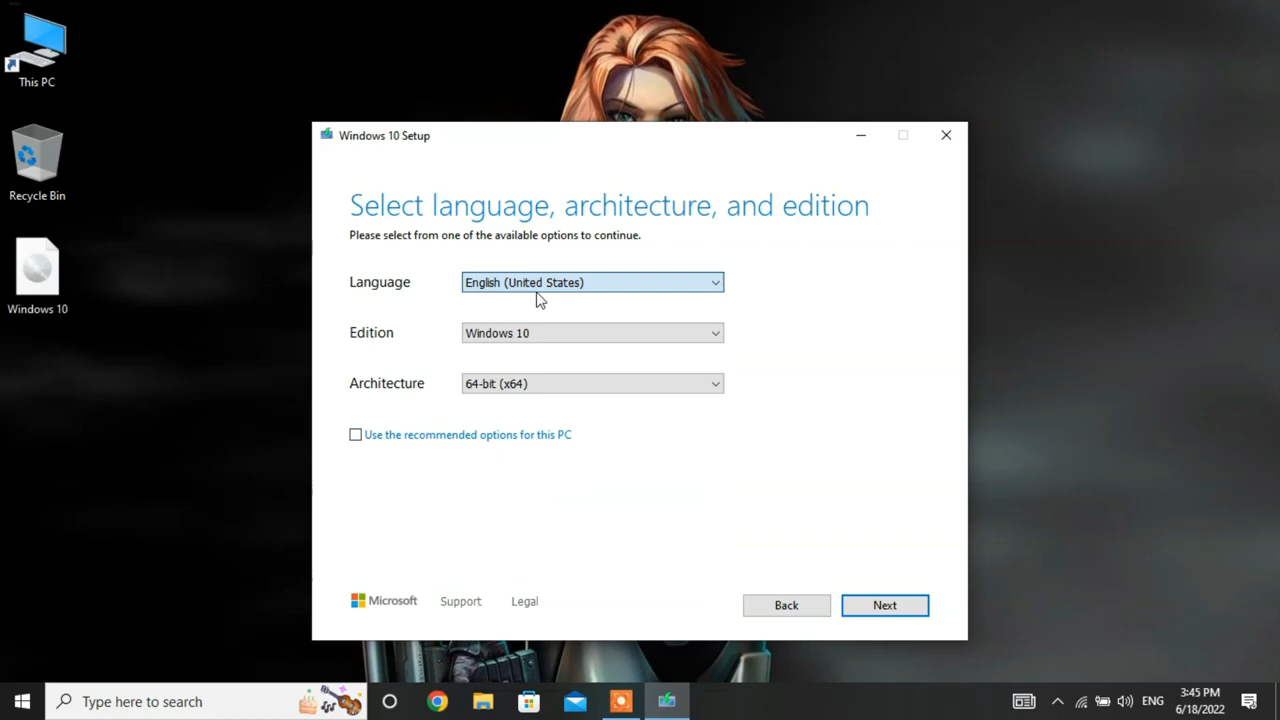 This PC
Recycle Bin
Windows 10
Windows 10 Setup
Select language, architecture, and edition
Please select from one of the available options to continue.
Language English (United States)
Edition Windows 10
Architecture 64-bit (x64)
Use the recommended options for this PC
Microsoft Support Legal Back Next
Type here to search
ENG
3:45 PM
6/18/2022